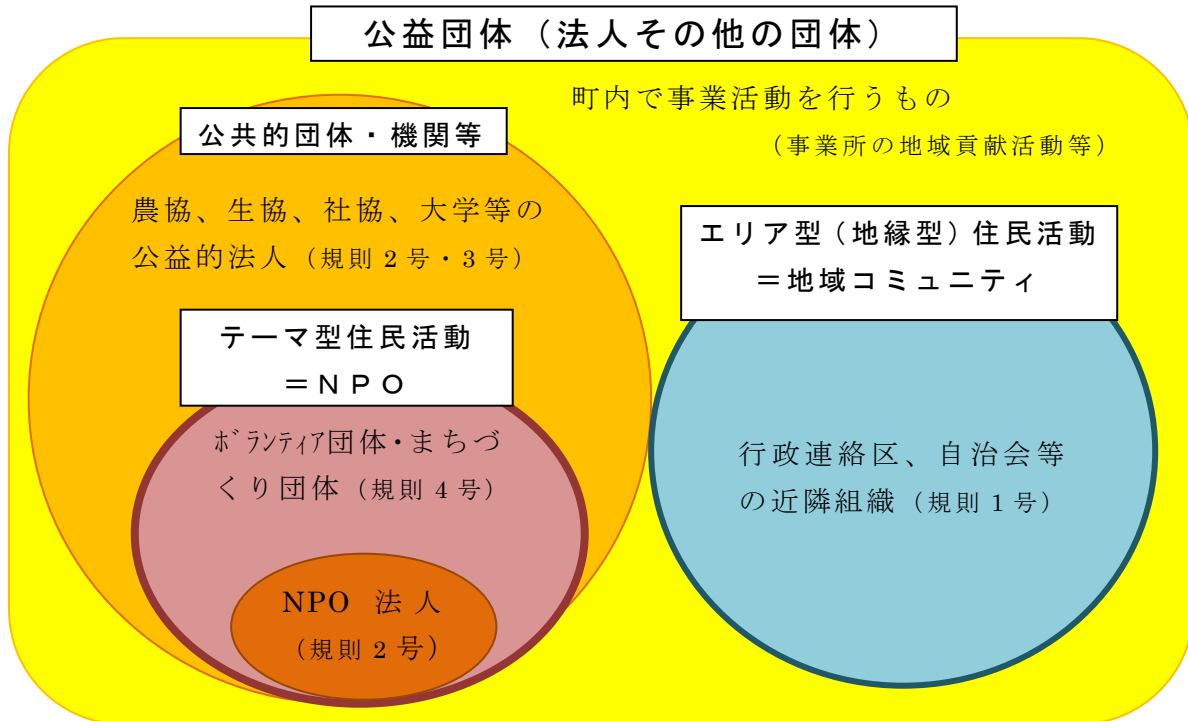 公益団体（法人その他の団体）
町内で事業活動を行うもの
（事業所の地域貢献活動等）
公共的団体・機関等
農協、生協、社協、大学等の
公益的法人（規則２号・３号）
エリア型（地縁型）住民活動
＝地域コミュニティ
テーマ型住民活動
＝ＮＰＯ
ﾎﾞﾗﾝﾃｨｱ団体・まちづ
くり団体（規則４号）
行政連絡区、自治会等
の近隣組織（規則１号）
NPO 法人
（規則２号）